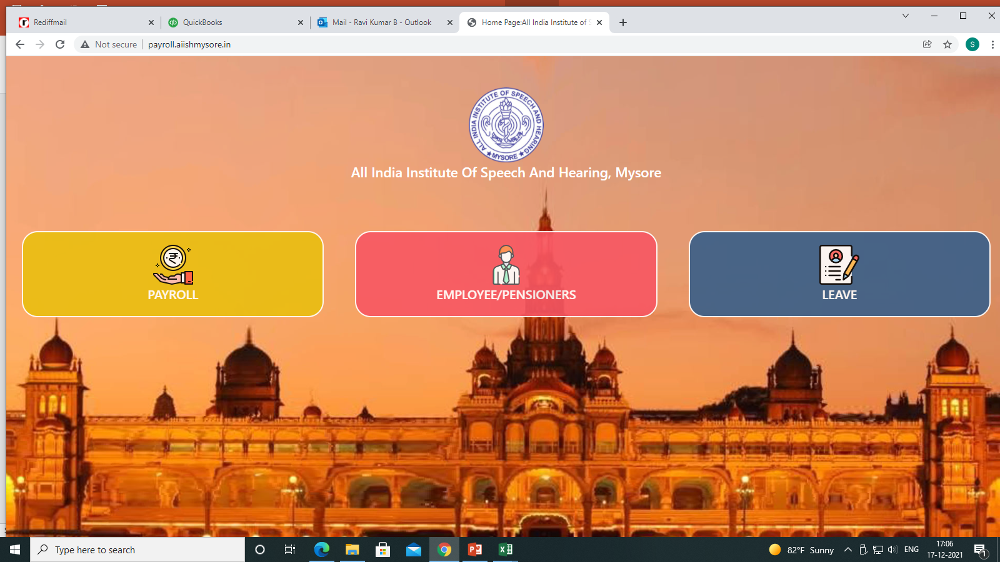 Rediffmail
QuickBooks
Mail - Ravi Kumar B - Outlook
Home Page:All India Institute of
Not secure
payroll.aiishmysore.in
S
ALL INDIA INSTITUTE OF SPEECH AND HEARING
MYSORE
All India Institute Of Speech And Hearing, Mysore
PAYROLL
EMPLOYEE/PENSIONERS
LEAVE
Type here to search
82°F Sunny
ENG
17:06
17-12-2021
1